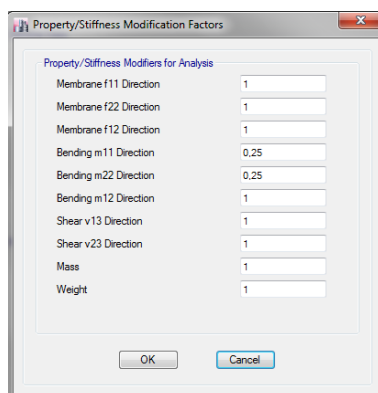 Property/Stiffness Modification Factors
Property/Stiffness Modifiers for Analysis
Membrane f11 Direction 1
Membrane f22 Direction 1
Membrane f12 Direction 1
Bending m11 Direction 0,25
Bending m22 Direction 0,25
Bending m12 Direction 1
Shear v13 Direction 1
Shear v23 Direction 1
Mass 1
Weight 1
OK Cancel